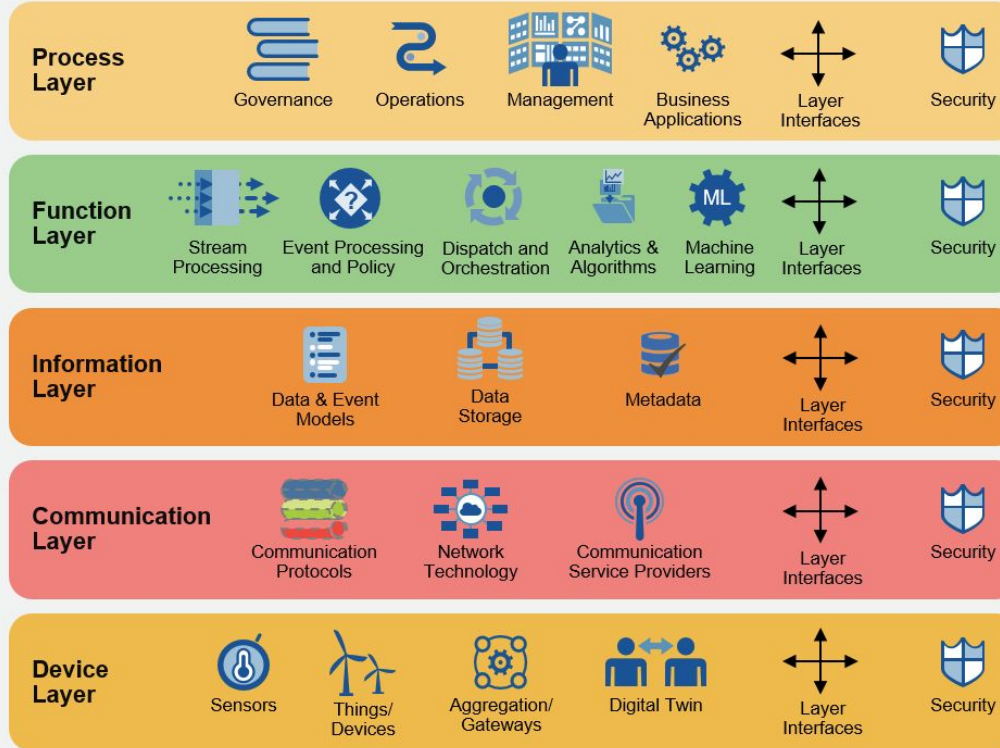 Process
Layer
Governance
Operations
Management
Business
Applications
Layer
Interfaces
Security
Function
Layer
Stream
Processing
?
Event Processing
and Policy
Dispatch and
Orchestration
Analytics &
Algorithms
ML
Machine
Learning
Layer
Interfaces
Security
Information
Layer
Data & Event
Models
Data
Storage
Metadata
Layer
Interfaces
Security
Communication
Layer
Communication
Protocols
Network
Technology
Communication
Service Providers
Layer
Interfaces
Security
Device
Layer
Sensors
Things/
Devices
Aggregation/
Gateways
Digital Twin
Layer
Interfaces
Security